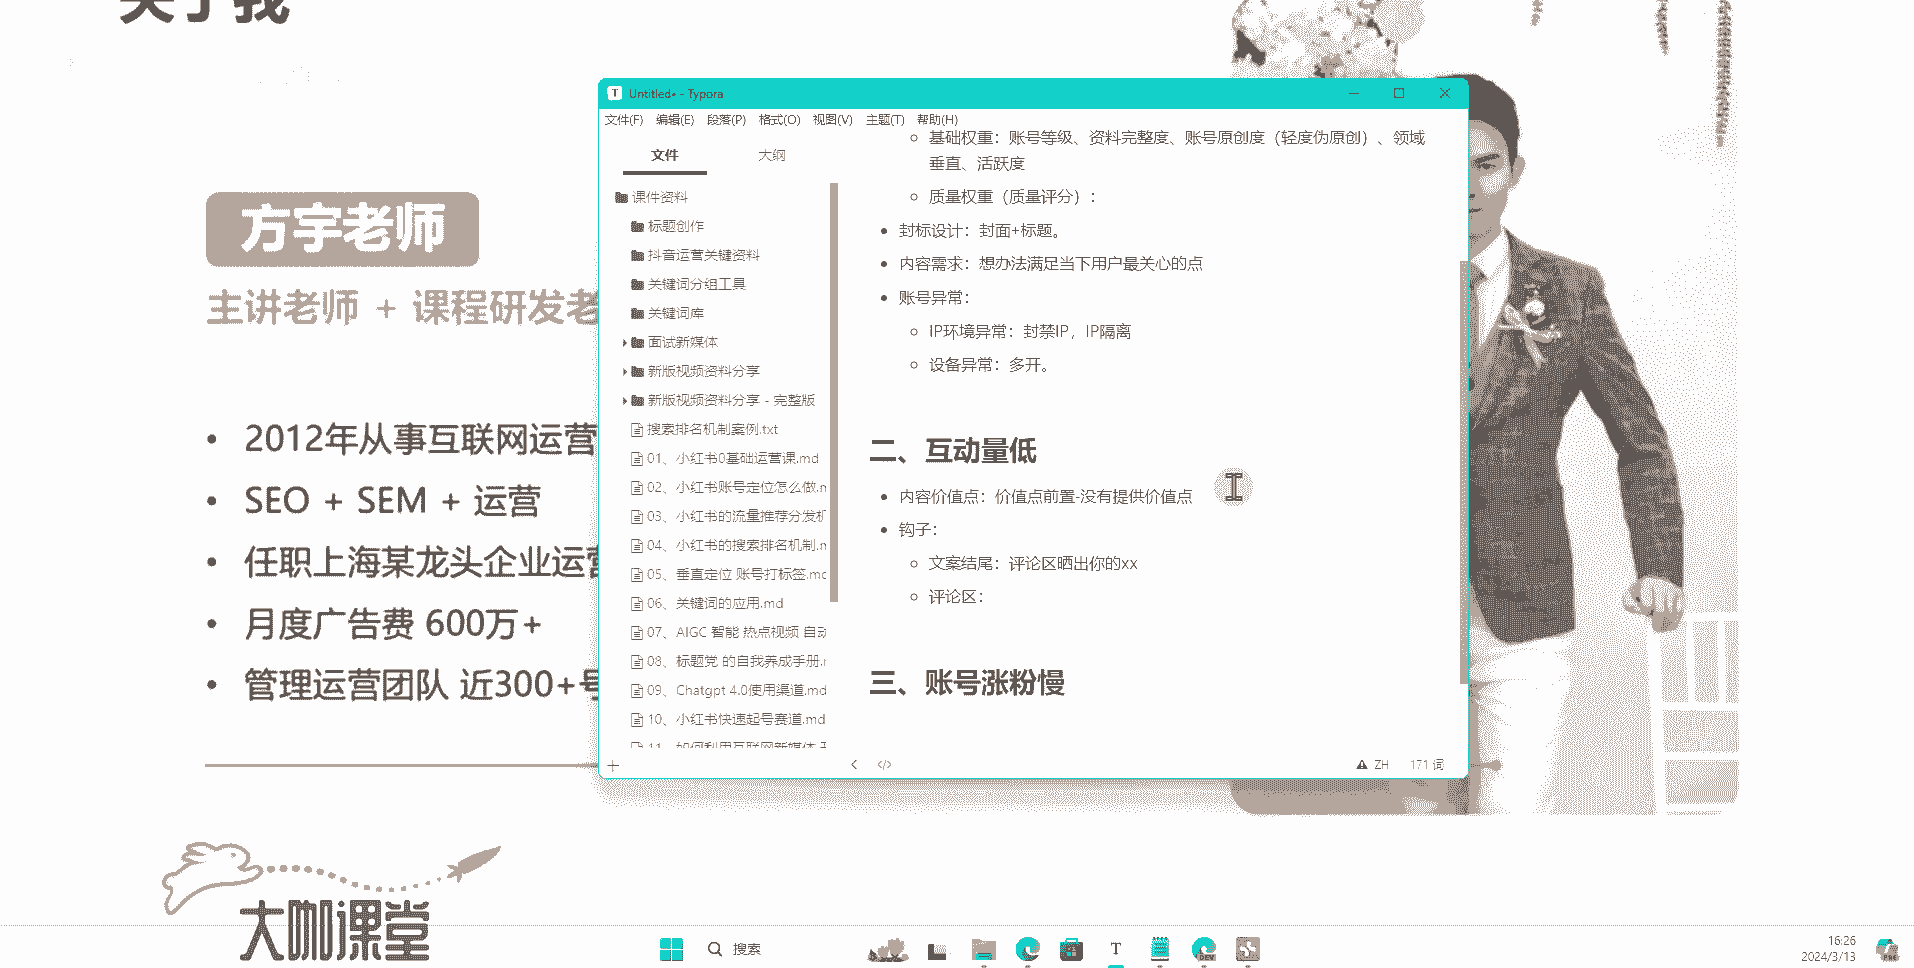 关于我
方宇老师
主讲老师 + 课程研发老
• 2012年从事互联网运营
• SEO + SEM + 运营
• 任职上海某龙头企业运营
• 月度广告费 600万+
• 管理运营团队 近300+号
大咖课堂
Untitled• - Typora
文件(F) 编辑(E) 段落(P) 格式(O) 视图(V) 主题(T) 帮助(H)
文件 大纲
课件资料
标题创作
抖音运营关键资料
关键词分组工具
关键词库
面试新媒体
新版视频资料分享
新版视频资料分享 - 完整版
搜索排名机制案例.txt
01、小红书0基础运营课.md
02、小红书账号定位怎么做.m
03、小红书的流量推荐分发机
04、小红书的搜索排名机制.m
05、垂直定位 账号打标签.md
06、关键词的应用.md
07、AIGC 智能 热点视频 自动
08、标题党 的自我养成手册.
09、Chatgpt 4.0使用渠道.md
10、小红书快速起号赛道.md
11、如何利用互联网新媒体
基础权重：账号等级、资料完整度、账号原创度（轻度伪原创）、领域
垂直、活跃度
质量权重（质量评分）：
封标设计：封面+标题。
内容需求：想办法满足当下用户最关心的点
账号异常：
IP环境异常：封禁IP，IP隔离
设备异常：多开。
二、互动量低
内容价值点：价值点前置-没有提供价值点
钩子：
文案结尾：评论区晒出你的xx
评论区：
三、账号涨粉慢
ZH 171 词
搜索
16:26
2024/3/13